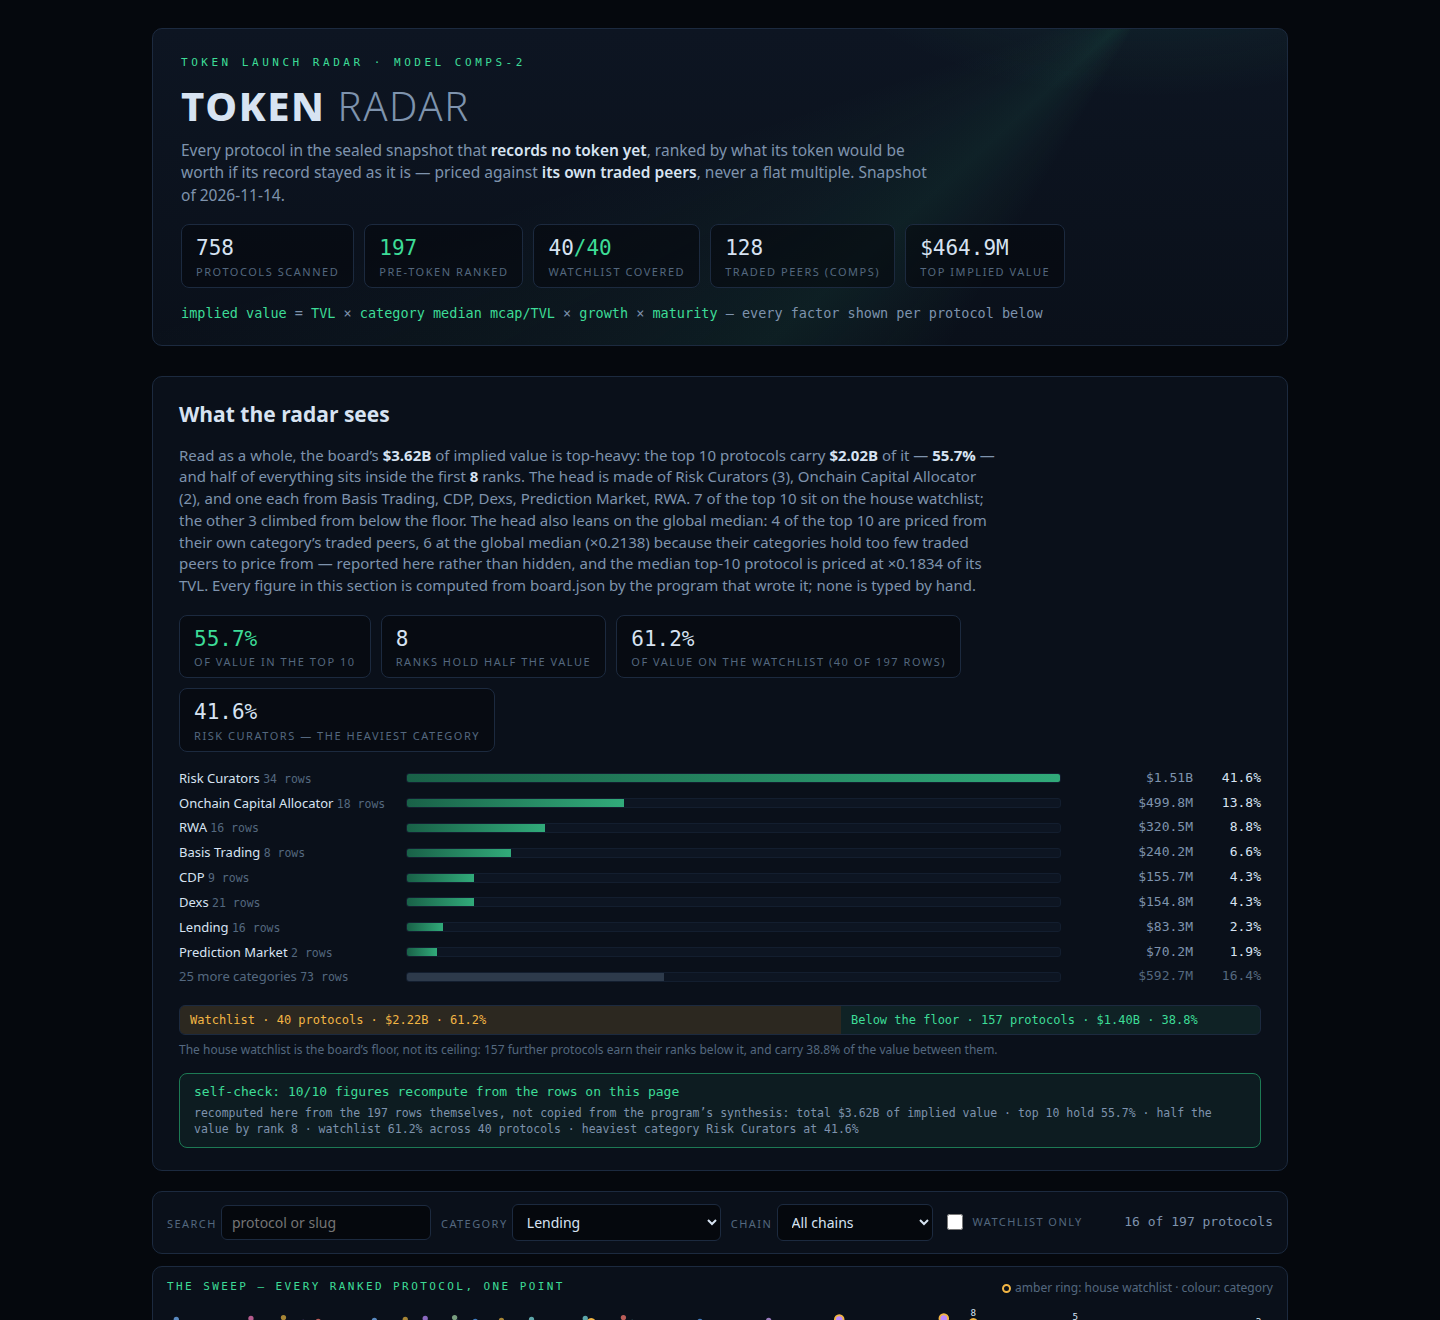 TOKEN LAUNCH RADAR · MODEL COMPS-2
TOKEN RADAR
Every protocol in the sealed snapshot that records no token yet, ranked by what its token would be
worth if its record stayed as it is — priced against its own traded peers, never a flat multiple. Snapshot
of 2026-11-14.
758
PROTOCOLS SCANNED
197
PRE-TOKEN RANKED
40/40
WATCHLIST COVERED
128
TRADED PEERS (COMPS)
$464.9M
TOP IMPLIED VALUE
implied value = TVL × category median mcap/TVL × growth × maturity — every factor shown per protocol below
What the radar sees
Read as a whole, the board's $3.62B of implied value is top-heavy: the top 10 protocols carry $2.02B of it — 55.7% —
and half of everything sits inside the first 8 ranks. The head is made of Risk Curators (3), Onchain Capital Allocator
(2), and one each from Basis Trading, CDP, Dexs, Prediction Market, RWA. 7 of the top 10 sit on the house watchlist;
the other 3 climbed from below the floor. The head also leans on the global median: 4 of the top 10 are priced from
their own category's traded peers, 6 at the global median (×0.2138) because their categories hold too few traded
peers to price from — reported here rather than hidden, and the median top-10 protocol is priced at ×0.1834 of its
TVL. Every figure in this section is computed from board.json by the program that wrote it; none is typed by hand.
55.7%
OF VALUE IN THE TOP 10
8
RANKS HOLD HALF THE VALUE
61.2%
OF VALUE ON THE WATCHLIST (40 OF 197 ROWS)
41.6%
RISK CURATORS — THE HEAVIEST CATEGORY
Risk Curators 34 rows $1.51B 41.6%
Onchain Capital Allocator 18 rows $499.8M 13.8%
RWA 16 rows $320.5M 8.8%
Basis Trading 8 rows $240.2M 6.6%
CDP 9 rows $155.7M 4.3%
Dexs 21 rows $154.8M 4.3%
Lending 16 rows $83.3M 2.3%
Prediction Market 2 rows $70.2M 1.9%
25 more categories 73 rows $592.7M 16.4%
Watchlist · 40 protocols · $2.22B · 61.2%
Below the floor · 157 protocols · $1.40B · 38.8%
The house watchlist is the board's floor, not its ceiling: 157 further protocols earn their ranks below it, and carry 38.8% of the value between them.
self-check: 10/10 figures recompute from the rows on this page
recomputed here from the 197 rows themselves, not copied from the program's synthesis: total $3.62B of implied value · top 10 hold 55.7% · half the
value by rank 8 · watchlist 61.2% across 40 protocols · heaviest category Risk Curators at 41.6%
SEARCH protocol or slug CATEGORY Lending CHAIN All chains WATCHLIST ONLY 16 of 197 protocols
THE SWEEP — EVERY RANKED PROTOCOL, ONE POINT
amber ring: house watchlist · colour: category
8
5